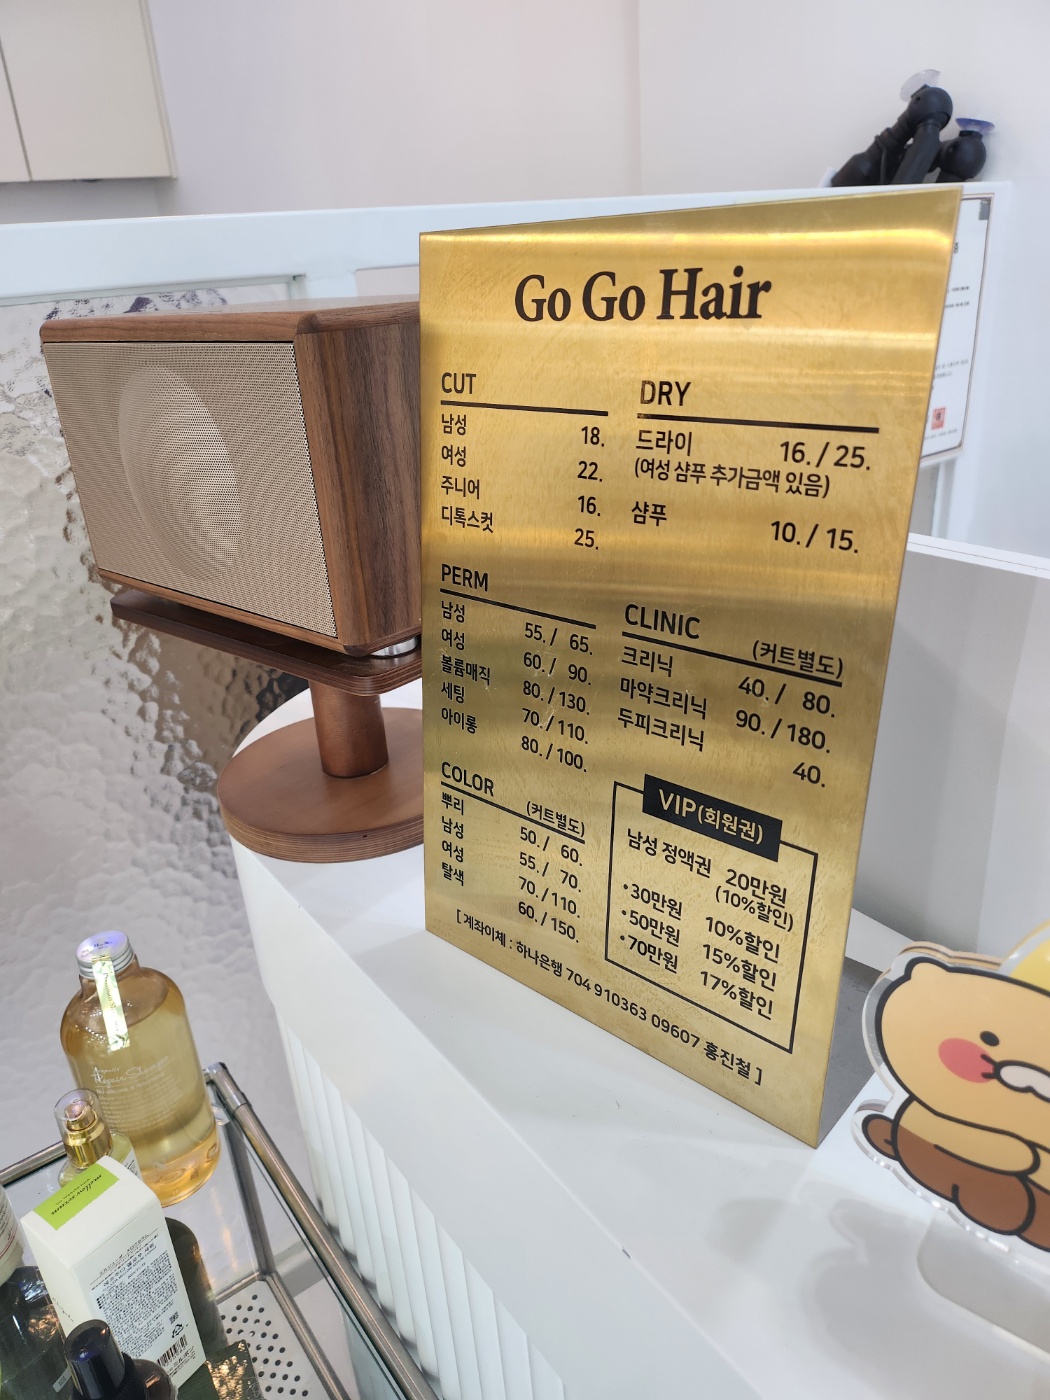 Go Go Hair
CUT
남성 18.
여성 22.
주니어 16.
디톡스컷 25.
PERM
남성 55./ 65.
여성 60./ 90.
볼륨매직 80./130.
세팅 70./110.
아이롱 80./100.
COLOR (커트별도)
뿌리 50./ 60.
남성 55./ 70.
여성 70./110.
탈색 60./150.
DRY
드라이 16./25.
(여성 샴푸 추가금액 있음)
샴푸 10./15.
CLINIC (커트별도)
크리닉 40./ 80.
마약크리닉 90./180.
두피크리닉 40.
VIP(회원권)
남성 정액권 20만원
(10%할인)
•30만원 10%할인
•50만원 15%할인
•70만원 17%할인
[ 계좌이체 : 하나은행 704 910363 09607 홍진철 ]
mellow serum